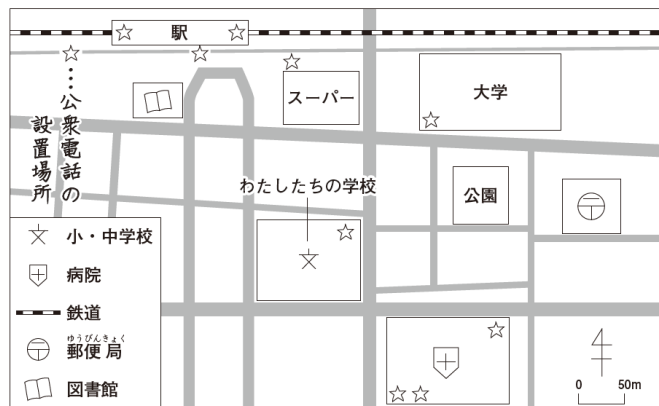 駅
スーパー
大学
☆…公衆電話の
設置場所
わたしたちの学校
公園
小・中学校
病院
鉄道
ゆうびんきょく
郵便局
図書館
0 50m